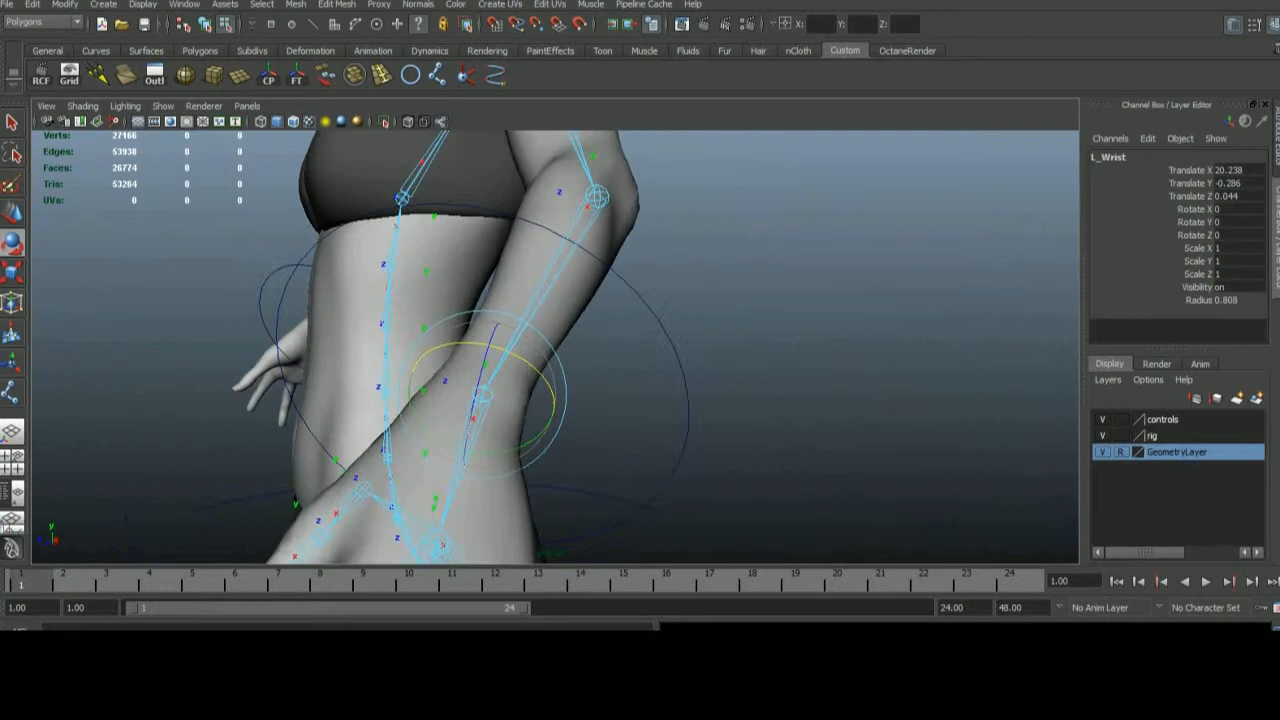 File Edit Modify Create Display Window Assets Select Mesh Edit Mesh Proxy Normals Color Create UVs Edit UVs Muscle Pipeline Cache Help
Polygons X: Y: Z:
General Curves Surfaces Polygons Subdivs Deformation Animation Dynamics Rendering PaintEffects Toon Muscle Fluids Fur Hair nCloth Custom OctaneRender
RCF Grid Outl CP FT
View Shading Lighting Show Renderer Panels
Verts: 27166 0 0
Edges: 53938 0 0
Faces: 26774 0 0
Tris: 53264 0 0
UVs: 0 0 0
Channel Box / Layer Editor
Channels Edit Object Show
L_Wrist
Translate X 20.238
Translate Y -0.286
Translate Z 0.044
Rotate X 0
Rotate Y 0
Rotate Z 0
Scale X 1
Scale Y 1
Scale Z 1
Visibility on
Radius 0.808
Display Render Anim
Layers Options Help
V controls
V rig
V R GeometryLayer
1 2 3 4 5 6 7 8 9 10 11 12 13 14 15 16 17 18 19 20 21 22 23 24
1 1.00
1.00 1.00 1 24 24.00 48.00 No Anim Layer No Character Set